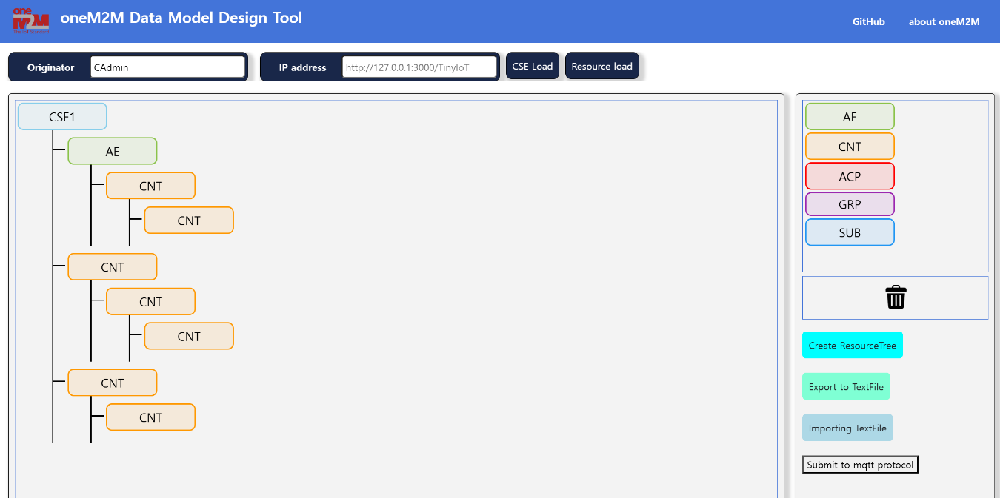 one
M2M
oneM2M Data Model Design Tool
GitHub
about oneM2M
Originator
CAdmin
IP address
http://127.0.0.1:3000/TinyIoT
CSE Load
Resource load
CSE1
AE
CNT
CNT
CNT
CNT
CNT
CNT
CNT
AE
CNT
ACP
GRP
SUB
Create ResourceTree
Export to TextFile
Importing TextFile
Submit to mqtt protocol